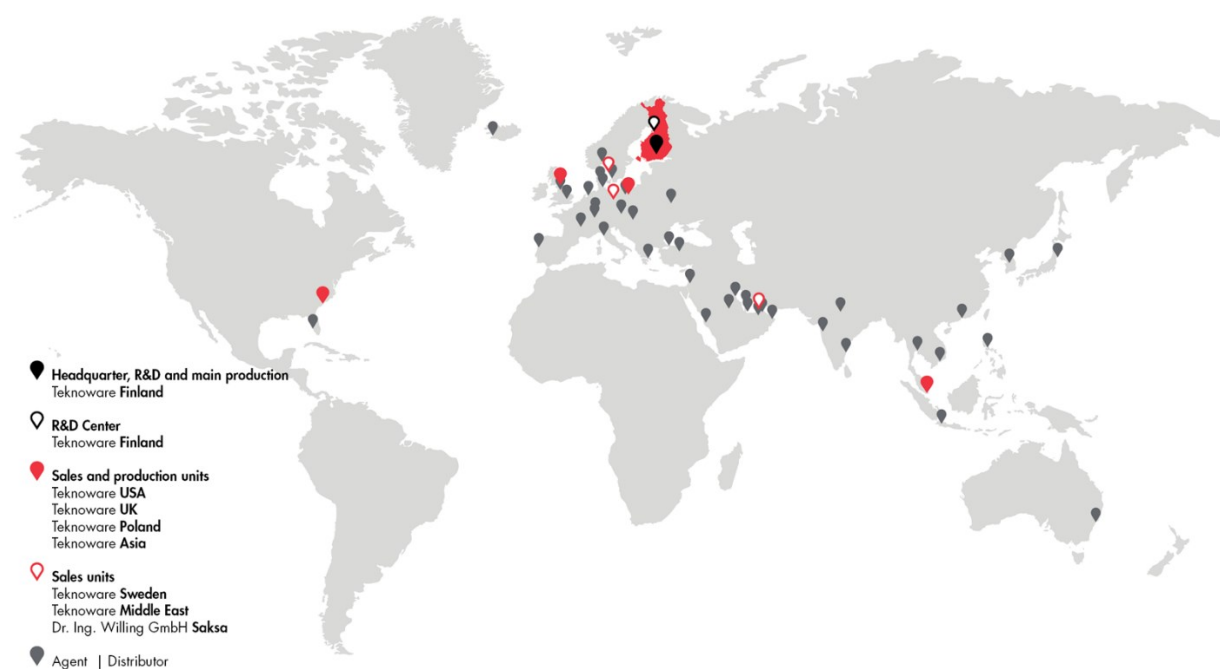 Headquarter, R&D and main production
Teknoware Finland
R&D Center
Teknoware Finland
Sales and production units
Teknoware USA
Teknoware UK
Teknoware Poland
Teknoware Asia
Sales units
Teknoware Sweden
Teknoware Middle East
Dr. Ing. Willing GmbH Saksa
Agent | Distributor